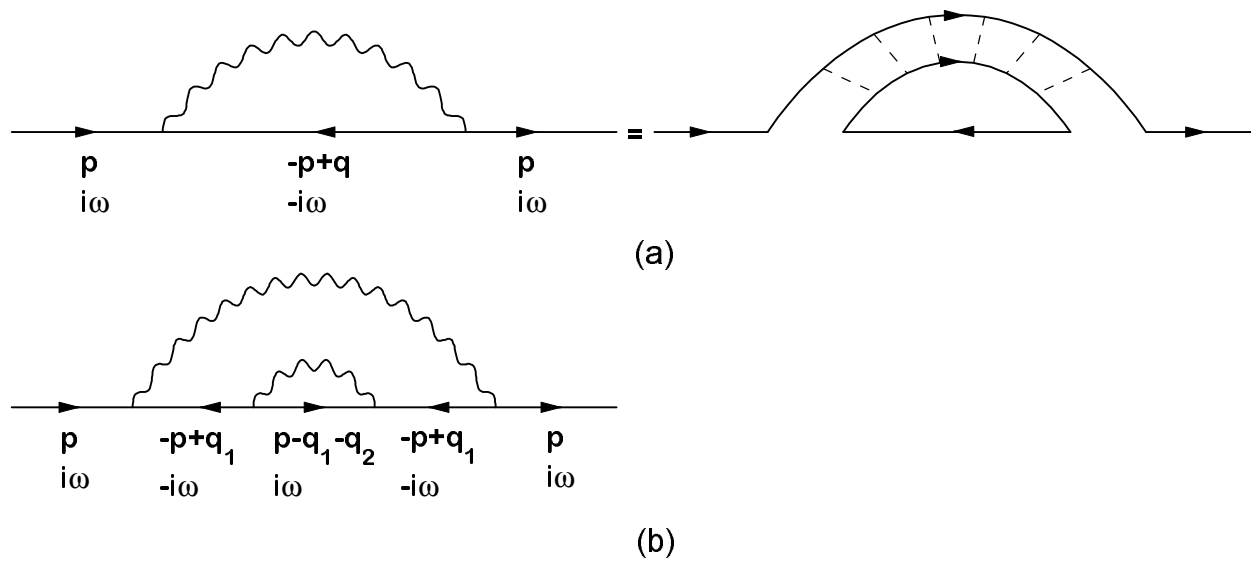 =
p -p+q p
iω -iω iω
(a)
p -p+q₁ p-q₁-q₂ -p+q₁ p
iω -iω iω -iω iω
(b)